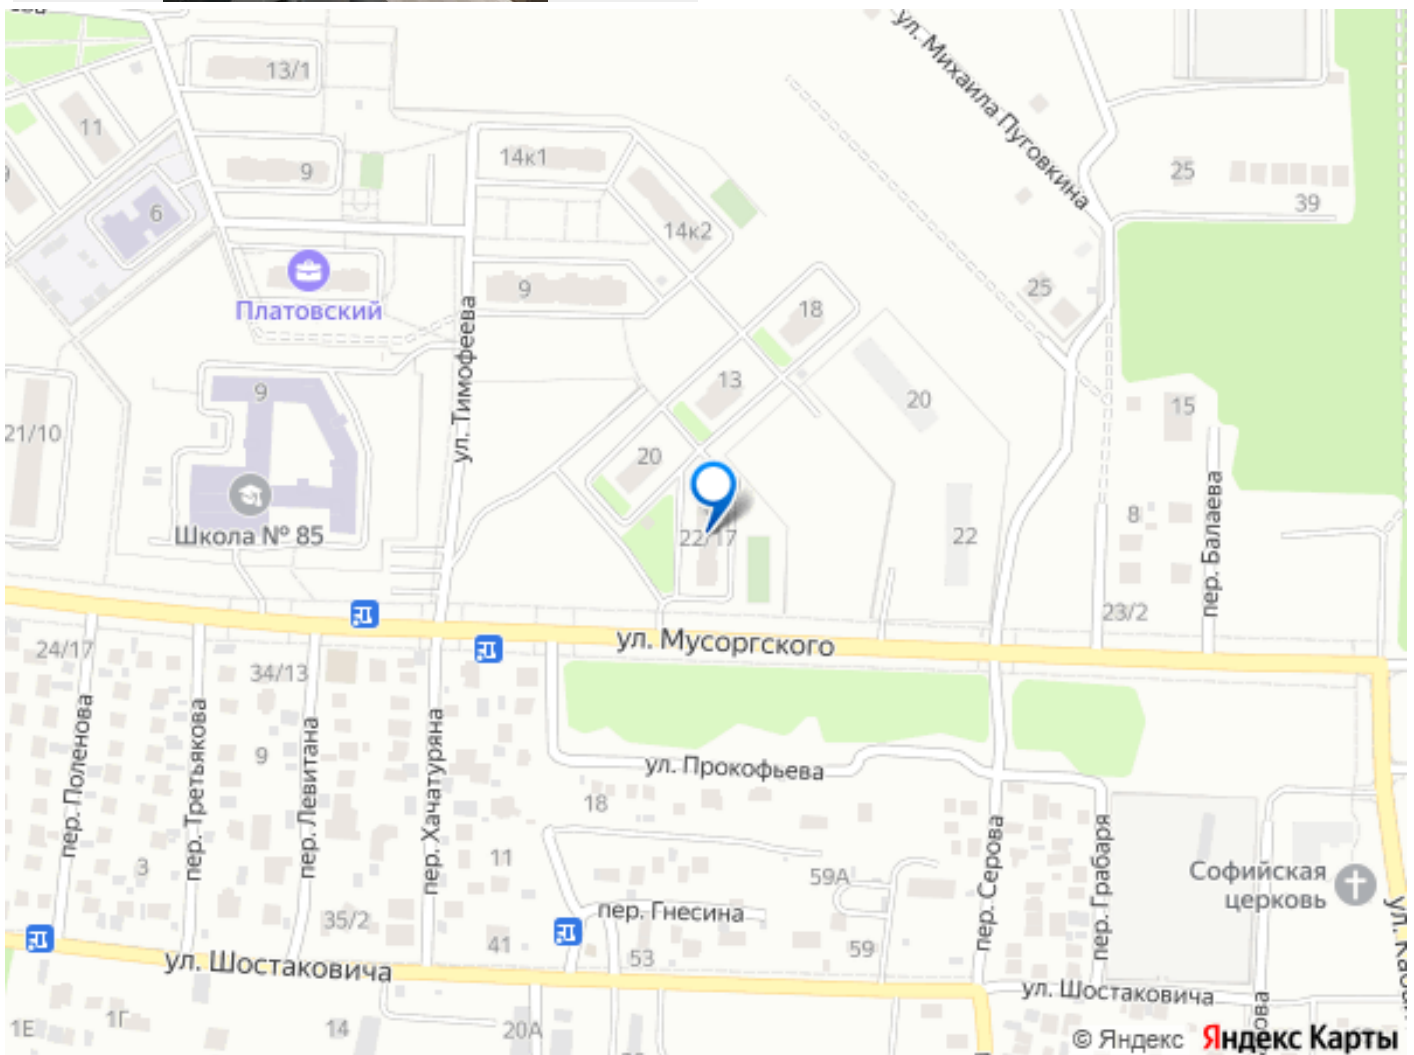 ул. Михаила Пуговкина
13/1
11
14к1
9
25
39
6
14к2
9
25
18
Платовский
ул. Тимофеева
13
20
15
9
21/10
20
Школа № 85
22/17
22
8
пер. Балаева
23/2
ул. Мусоргского
24/17
34/13
пер. Поленова
пер. Третьякова
9
пер. Левитана
пер. Хачатуряна
ул. Прокофьева
18
11
3
59А
пер. Серова
пер. Грабаря
Софийская
церковь
пер. Гнесина
35/2
41
53
59
ул. Шостаковича
ул. Шостаковича
1Е
1Г
14
20А
© Яндекс Яндекс Карты